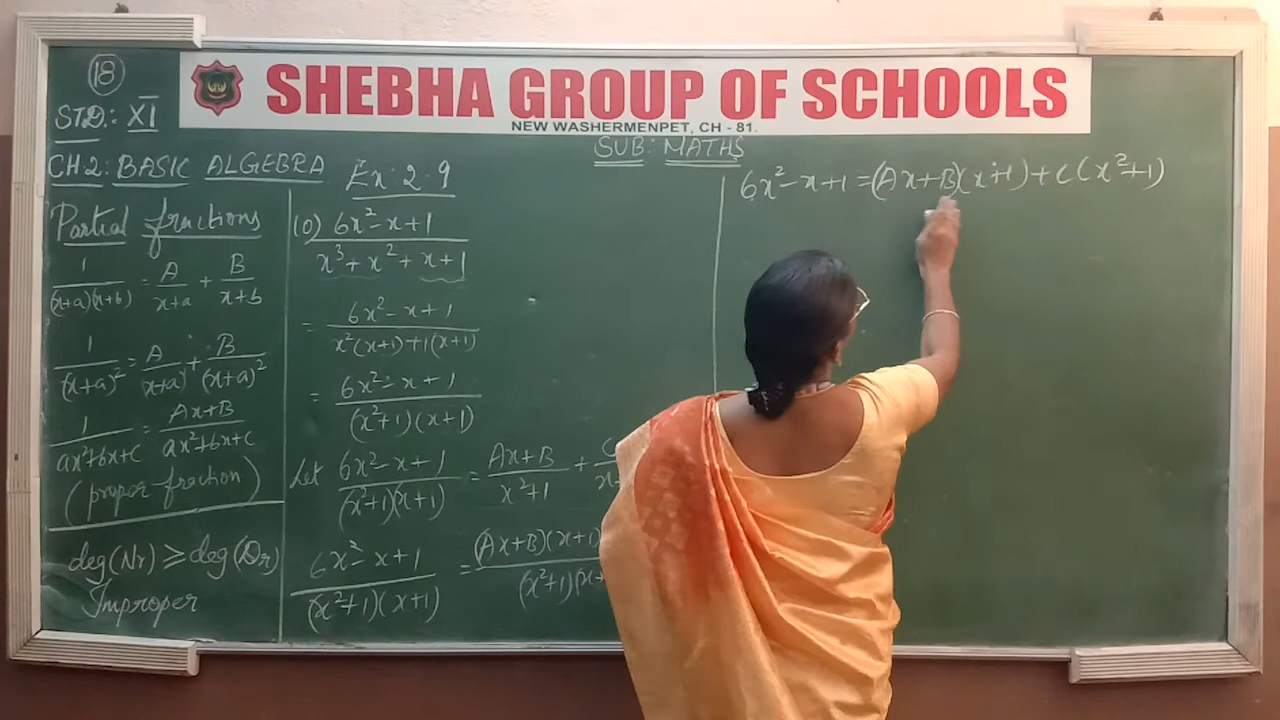 SHEBHA GROUP OF SCHOOLS
NEW WASHERMENPET, CH - 81.
18
STD: XI
SUB: MATHS
CH 2: BASIC ALGEBRA
Ex: 2.9
Partial fractions
1/((x+a)(x+b)) = A/(x+a) + B/(x+b)
1/(x+a)² = A/(x+a) + B/(x+a)²
1/(ax²+bx+c) = (Ax+B)/(ax²+bx+c)
(proper fraction)
deg(Nr) ≥ deg(Dr)
Improper
10) (6x²-x+1)/(x³+x²+x+1)
= (6x²-x+1)/(x²(x+1)+1(x+1))
= (6x²-x+1)/((x²+1)(x+1))
Let (6x²-x+1)/((x²+1)(x+1)) = (Ax+B)/(x²+1) +
(6x²-x+1)/((x²+1)(x+1)) = (Ax+B)(x+1)
6x²-x+1=(Ax+B)(x+1)+C(x²+1)